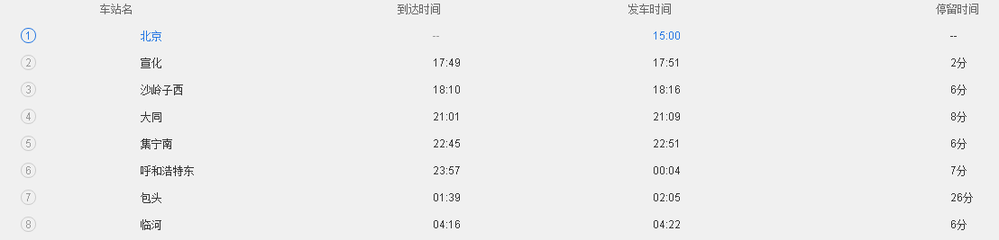 车站名 到达时间 发车时间 停留时间
1 北京 -- 15:00 --
2 宣化 17:49 17:51 2分
3 沙岭子西 18:10 18:16 6分
4 大同 21:01 21:09 8分
5 集宁南 22:45 22:51 6分
6 呼和浩特东 23:57 00:04 7分
7 包头 01:39 02:05 26分
8 临河 04:16 04:22 6分